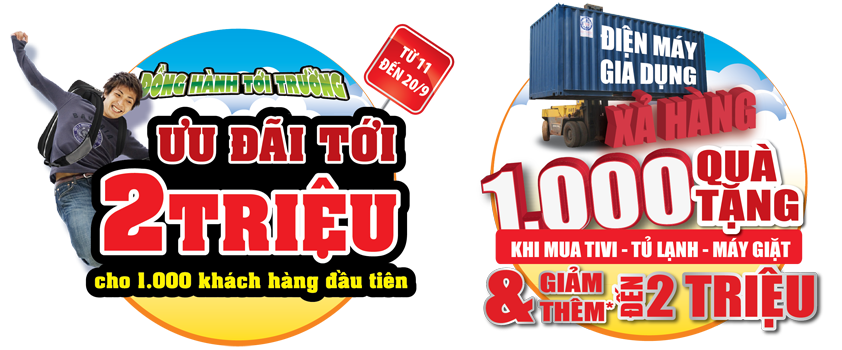 ĐỒNG HÀNH TỚI TRƯỜNG
TỪ 11
ĐẾN 20/9
ƯU ĐÃI TỚI
2 TRIỆU
cho 1.000 khách hàng đầu tiên
ĐIỆN MÁY
GIA DỤNG
XẢ HÀNG
1.000 QUÀ TẶNG
KHI MUA TIVI - TỦ LẠNH - MÁY GIẶT
& GIẢM THÊM* ĐẾN 2 TRIỆU